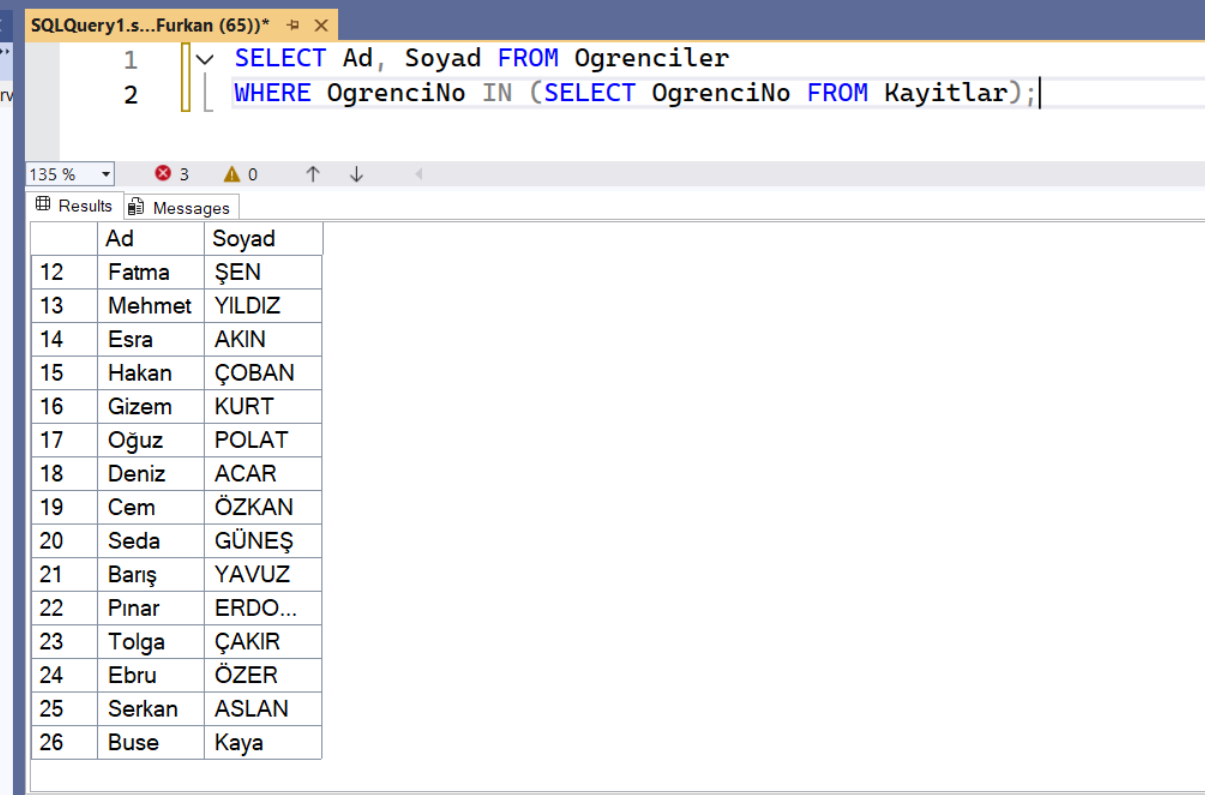 SQLQuery1.s...Furkan (65))*
1 SELECT Ad, Soyad FROM Ogrenciler
2 WHERE OgrenciNo IN (SELECT OgrenciNo FROM Kayitlar);
135 % 3 0
Results Messages
Ad Soyad
12 Fatma ŞEN
13 Mehmet YILDIZ
14 Esra AKIN
15 Hakan ÇOBAN
16 Gizem KURT
17 Oğuz POLAT
18 Deniz ACAR
19 Cem ÖZKAN
20 Seda GÜNEŞ
21 Barış YAVUZ
22 Pınar ERDO...
23 Tolga ÇAKIR
24 Ebru ÖZER
25 Serkan ASLAN
26 Buse Kaya